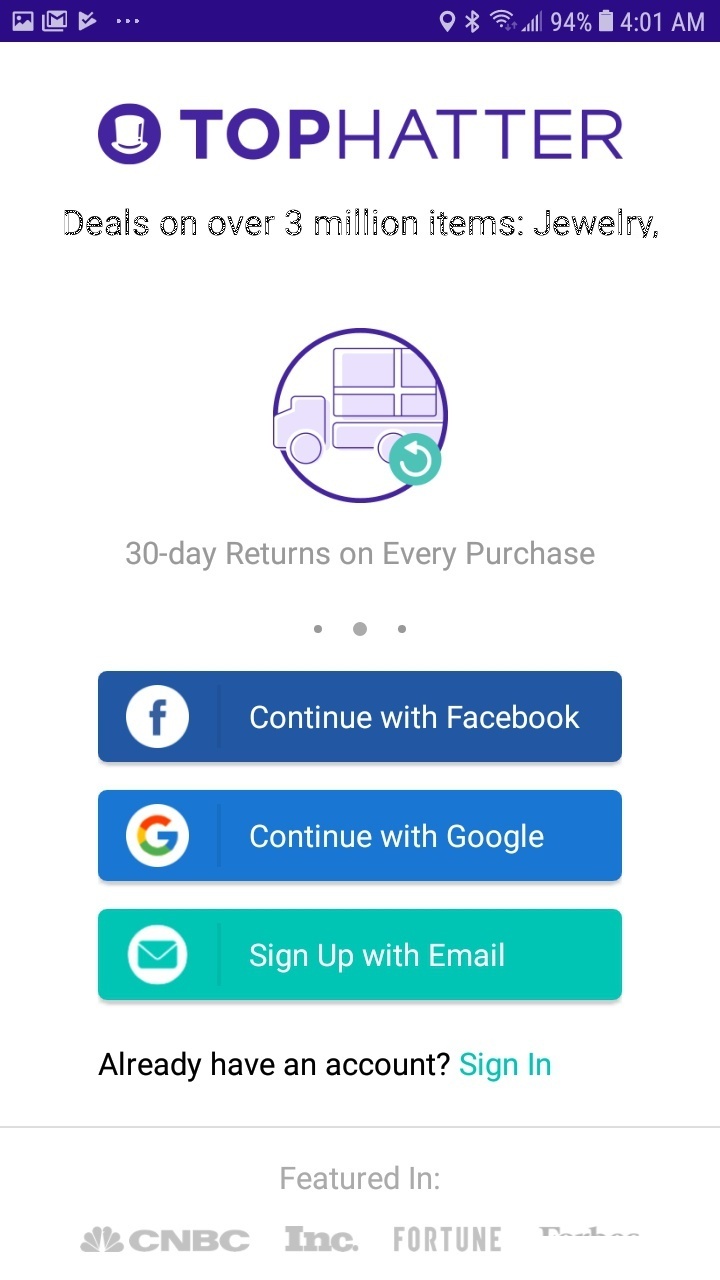 94% 4:01 AM
TOPHATTER
Deals on over 3 million items: Jewelry,
30-day Returns on Every Purchase
Continue with Facebook
Continue with Google
Sign Up with Email
Already have an account? Sign In
Featured In:
CNBC Inc. FORTUNE Forbes